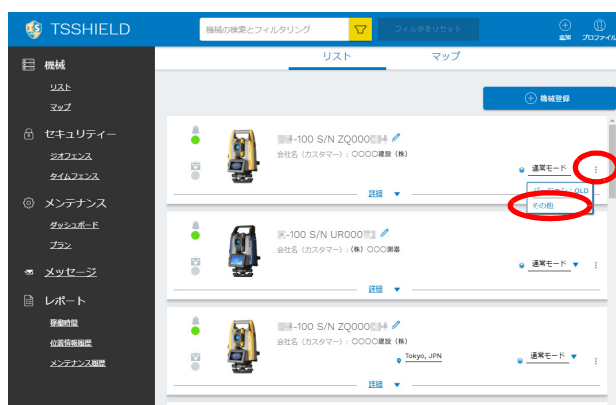 TSSHIELD
機械の検索とフィルタリング
フィルタをリセット
追加
プロファイル
リスト
マップ
機械
リスト
マップ
セキュリティー
ジオフェンス
タイムフェンス
メンテナンス
ダッシュボード
プラン
メッセージ
レポート
稼働時間
位置情報履歴
メンテナンス履歴
機械登録
-100 S/N ZQ000
会社名（カスタマー）：〇〇〇〇建設（株）
通常モード
バージョン：OLD
その他
詳細
-100 S/N UR000
会社名（カスタマー）：（株）〇〇〇測器
通常モード
詳細
-100 S/N ZQ000
会社名（カスタマー）：〇〇〇〇建設（株）
Tokyo, JPN
通常モード
詳細